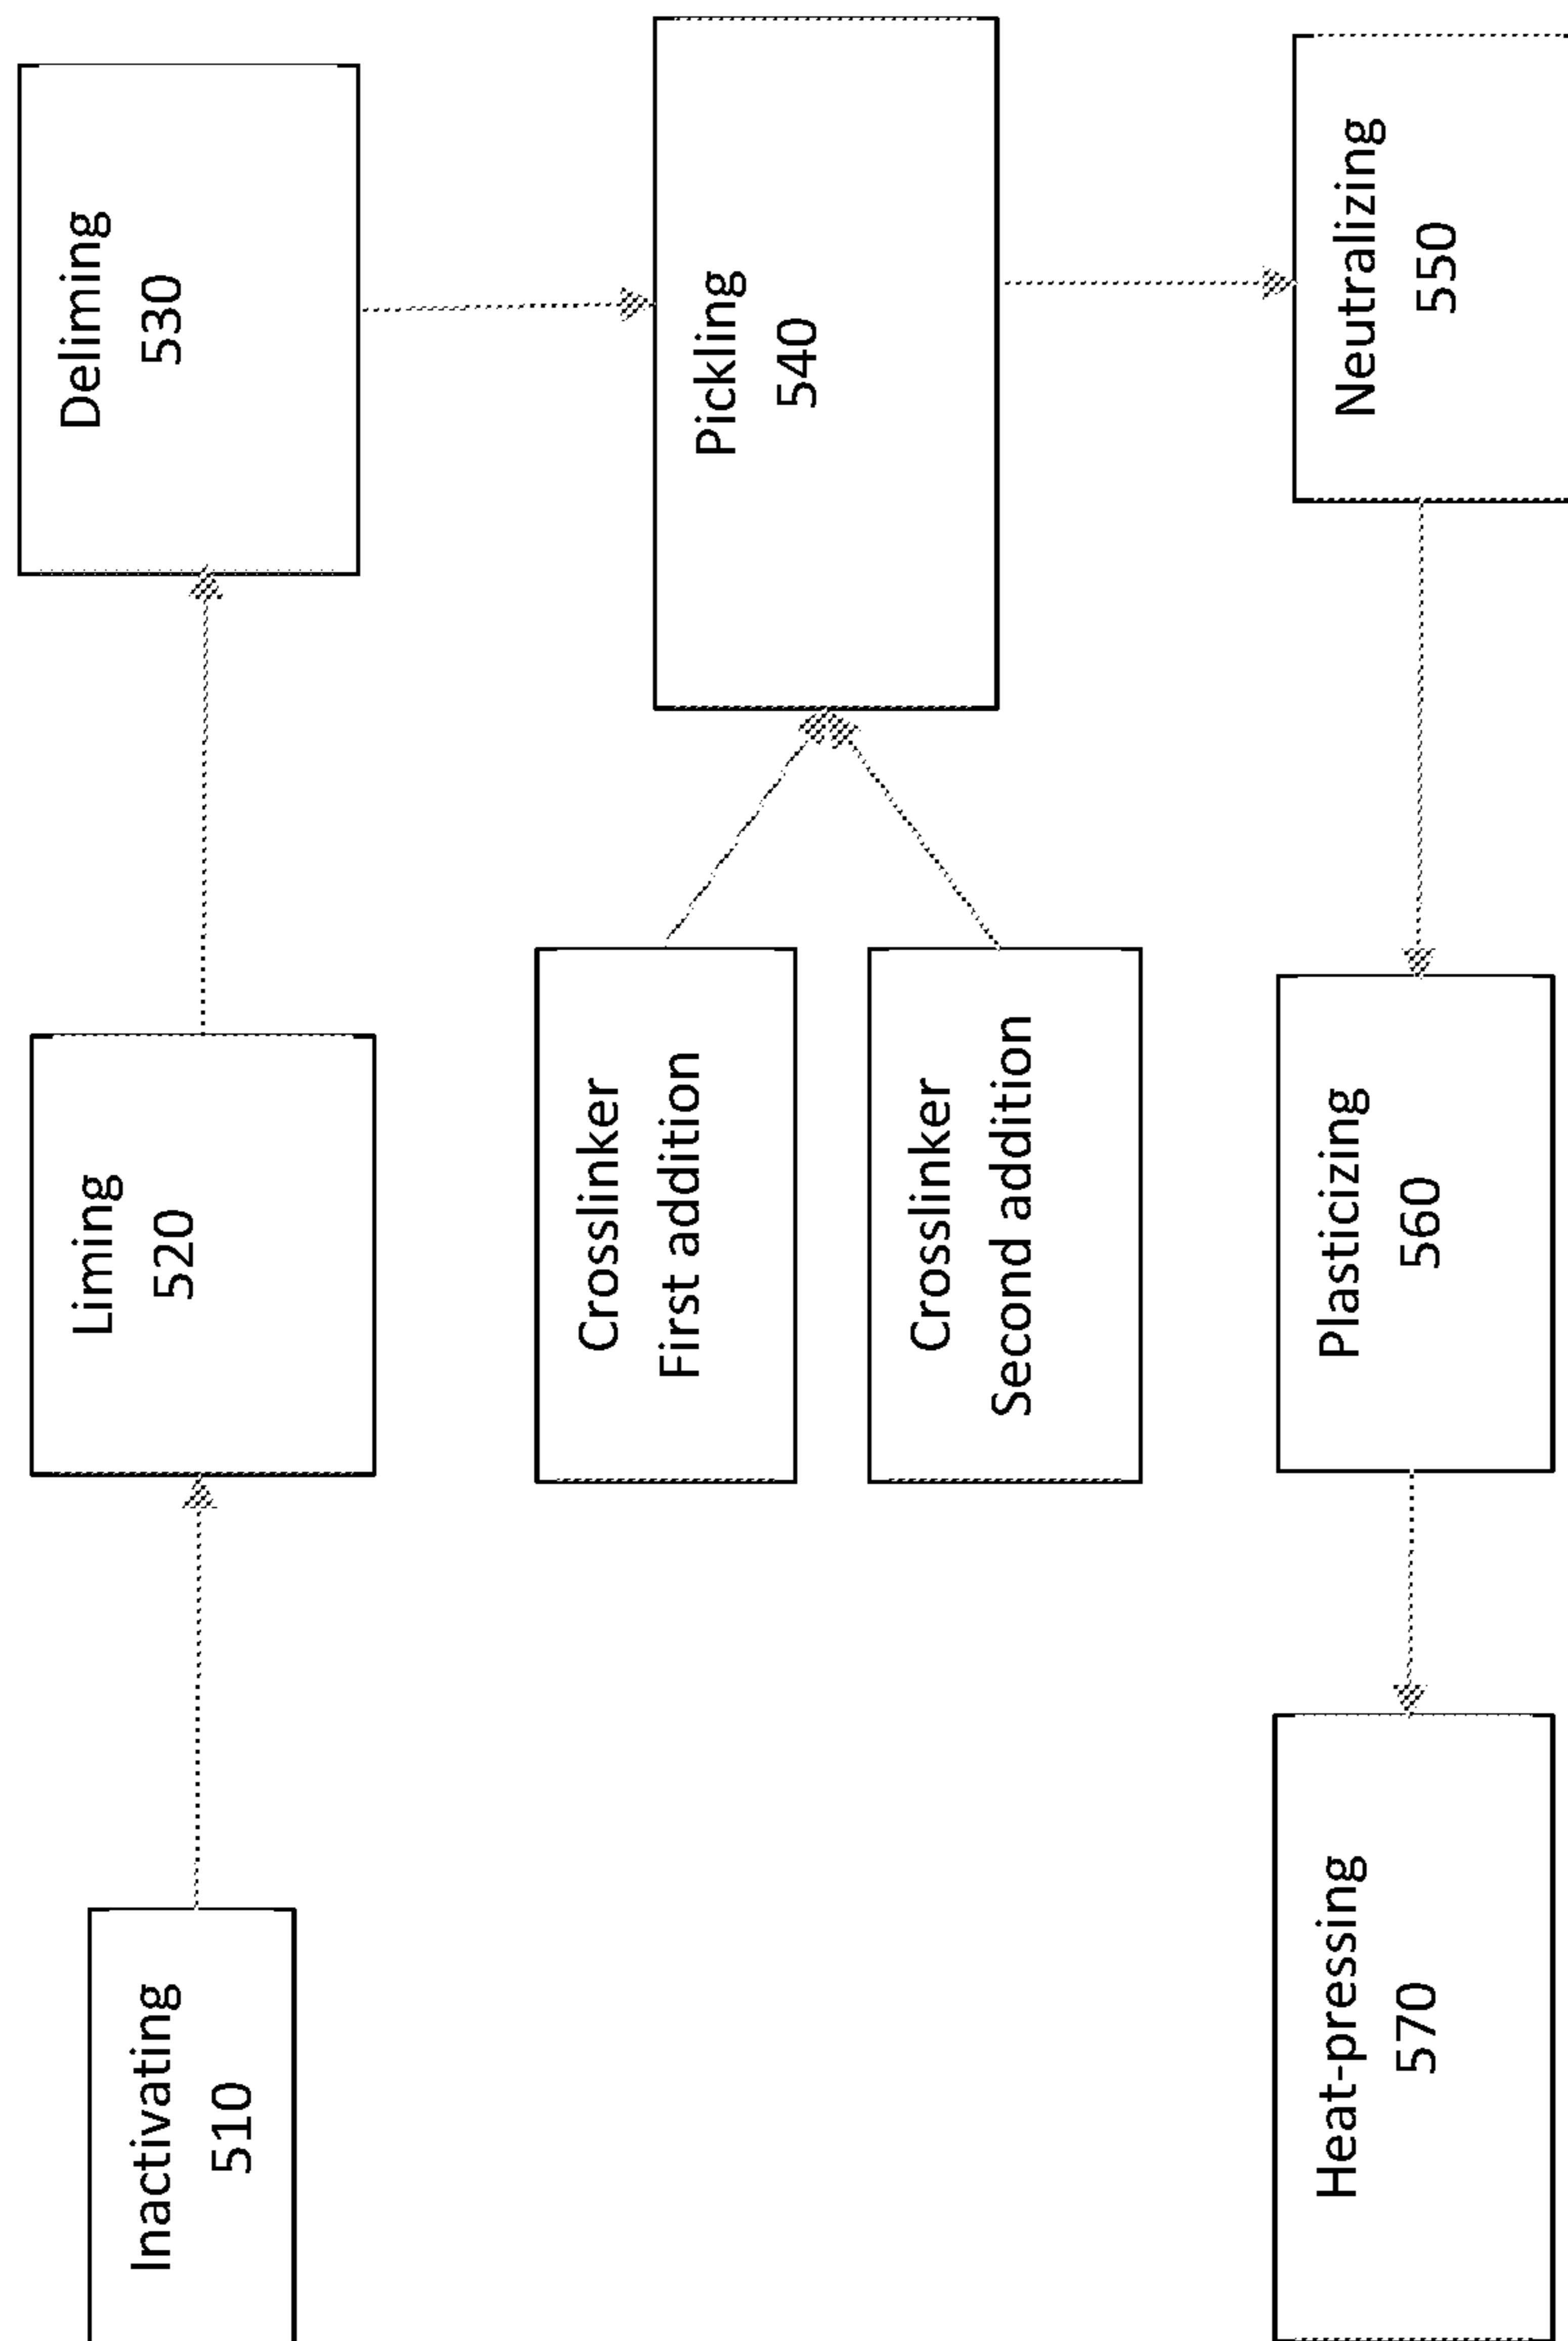 Inactivating
510
Liming
520
Deliming
530
Crosslinker
First addition
Crosslinker
Second addition
Pickling
540
Heat-pressing
570
Plasticizing
560
Neutralizing
550